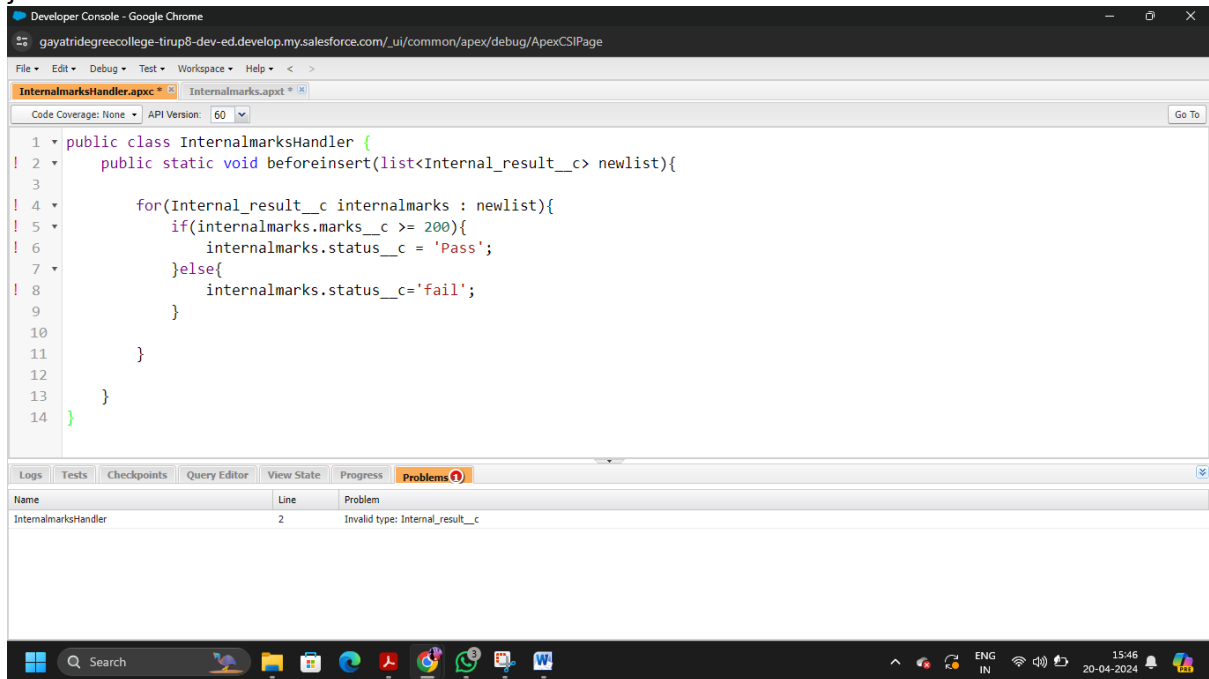 Developer Console - Google Chrome
gayatridegreecollege-tirup8-dev-ed.develop.my.salesforce.com/_ui/common/apex/debug/ApexCSIPage
File Edit Debug Test Workspace Help < >
InternalmarksHandler.apxc * Internalmarks.apxt *
Code Coverage: None API Version: 60 Go To
1 public class InternalmarksHandler {
! 2 public static void beforeinsert(list<Internal_result__c> newlist){
3
! 4 for(Internal_result__c internalmarks : newlist){
! 5 if(internalmarks.marks__c >= 200){
! 6 internalmarks.status__c = 'Pass';
7 }else{
! 8 internalmarks.status__c='fail';
9 }
10
11 }
12
13 }
14 }
Logs Tests Checkpoints Query Editor View State Progress Problems 1
Name Line Problem
InternalmarksHandler 2 Invalid type: Internal_result__c
Search ENG 15:46
IN 20-04-2024